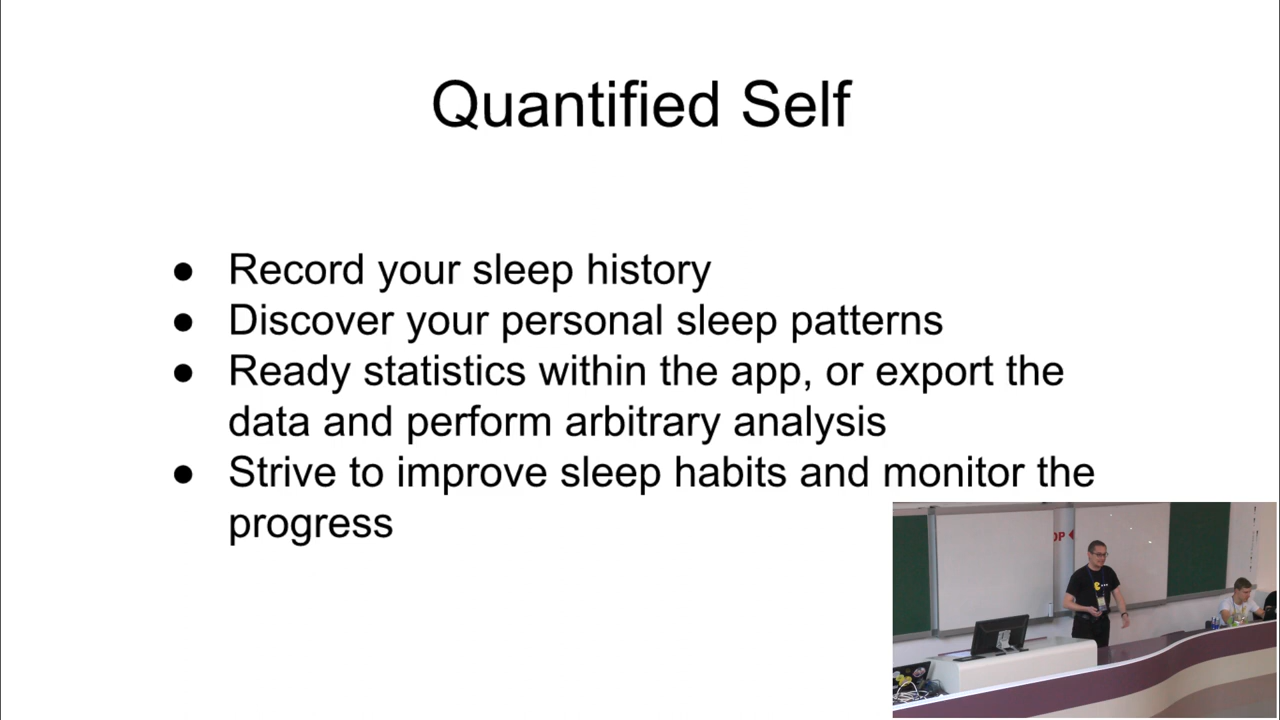 Quantified Self
● Record your sleep history
● Discover your personal sleep patterns
● Ready statistics within the app, or export the
data and perform arbitrary analysis
● Strive to improve sleep habits and monitor the
progress
OP